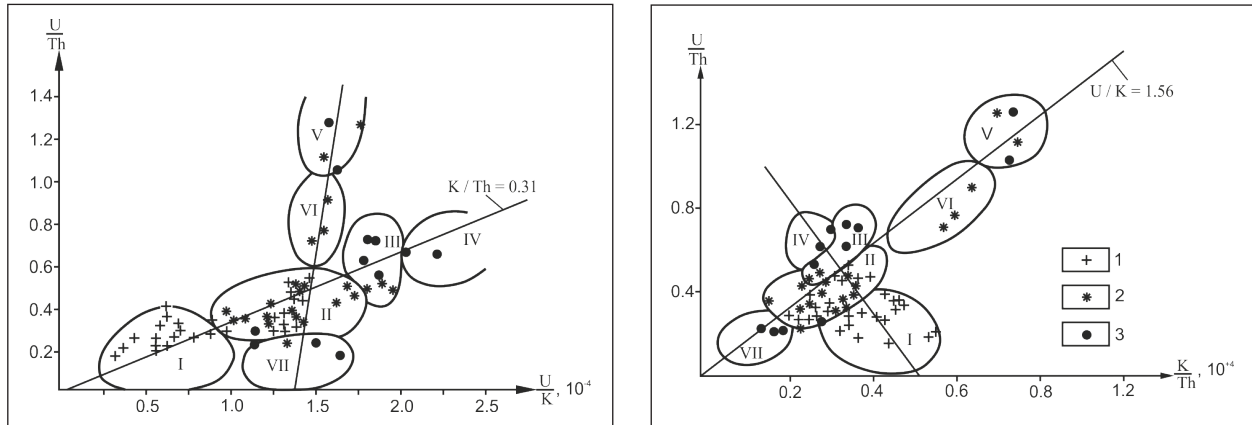 U
Th
1.4
1.2
1.0
0.8
0.6
0.4
0.2
0.5
1.0
1.5
2.0
2.5
U
K , 10⁻⁴
V
VI
III
IV
II
I
VII
K / Th = 0.31
U
Th
1.2
0.8
0.4
0.2
0.4
0.6
0.8
1.2
K
Th , 10⁺⁴
U / K = 1.56
V
VI
IV
III
II
I
VII
1
2
3